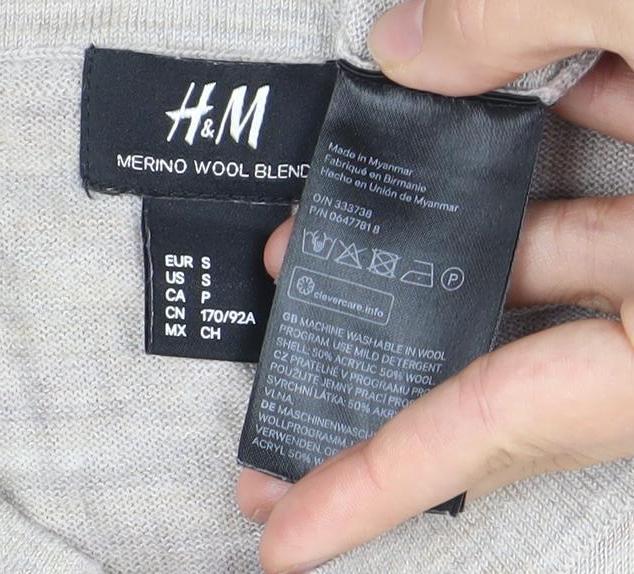 H&M
MERINO WOOL BLEND
EUR S
US S
CA P
CN 170/92A
MX CH
Made in Myanmar
Fabriqué en Birmanie
Hecho en Unión de Myanmar
O/N 333738
P/N 0647781 8
P
clevercare.info
GB MACHINE WASHABLE IN WOOL
PROGRAM. USE MILD DETERGENT.
SHELL: 50% ACRYLIC 50% WOOL.
CZ PRATELNÉ V PROGRAMU
POUŽIJTE JEMNÝ PRACÍ
SVRCHNÍ LÁTKA: 50%
VLNA.
DE
WOLLPROGRAMM.
VERWENDEN.
ACRYL 50%